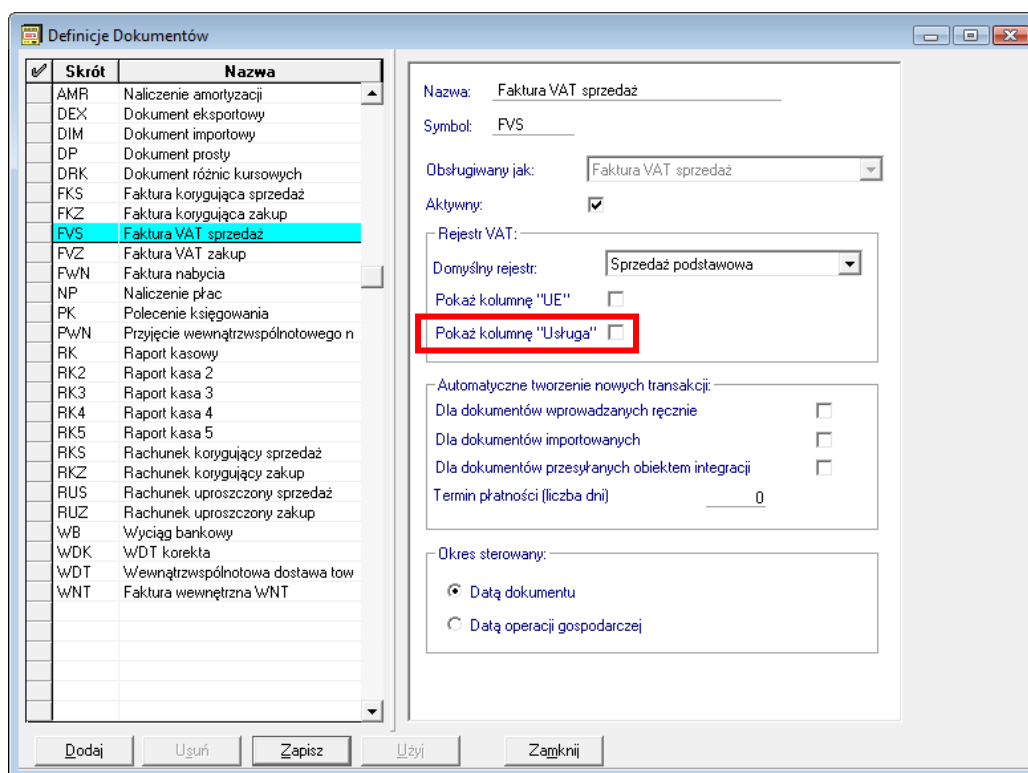 Definicje Dokumentów
Skrót Nazwa
AMR Naliczenie amortyzacji
DEX Dokument eksportowy
DIM Dokument importowy
DP Dokument prosty
DRK Dokument różnic kursowych
FKS Faktura korygująca sprzedaż
FKZ Faktura korygująca zakup
FVS Faktura VAT sprzedaż
FVZ Faktura VAT zakup
FWN Faktura nabycia
NP Naliczenie płac
PK Polecenie księgowania
PWN Przyjęcie wewnątrzwspólnotowego n
RK Raport kasowy
RK2 Raport kasa 2
RK3 Raport kasa 3
RK4 Raport kasa 4
RK5 Raport kasa 5
RKS Rachunek korygujący sprzedaż
RKZ Rachunek korygujący zakup
RUS Rachunek uproszczony sprzedaż
RUZ Rachunek uproszczony zakup
WB Wyciąg bankowy
WDK WDT korekta
WDT Wewnątrzwspólnotowa dostawa tow
WNT Faktura wewnętrzna WNT
Nazwa: Faktura VAT sprzedaż
Symbol: FVS
Obsługiwany jak: Faktura VAT sprzedaż
Aktywny:
Rejestr VAT:
Domyślny rejestr: Sprzedaż podstawowa
Pokaż kolumnę "UE"
Pokaż kolumnę "Usługa"
Automatyczne tworzenie nowych transakcji:
Dla dokumentów wprowadzanych ręcznie
Dla dokumentów importowanych
Dla dokumentów przesyłanych obiektem integracji
Termin płatności (liczba dni) 0
Okres sterowany:
Datą dokumentu
Datą operacji gospodarczej
Dodaj Usuń Zapisz Użyj Zamknij